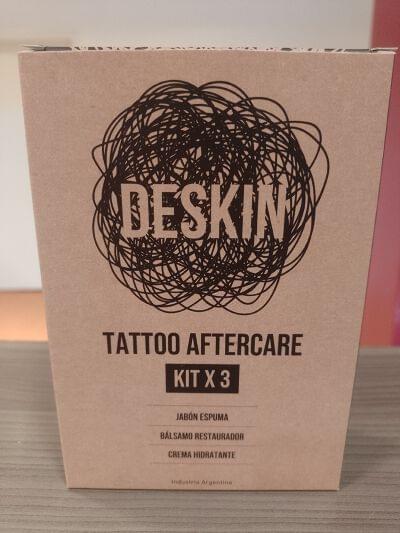 DESKIN
TATTOO AFTERCARE
KIT X 3
JABÓN ESPUMA
BÁLSAMO RESTAURADOR
CREMA HIDRATANTE
Industria Argentina